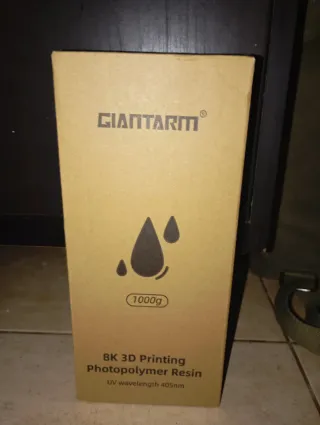 GIANTARM®
1000g
8K 3D Printing
Photopolymer Resin
UV wavelength 405nm